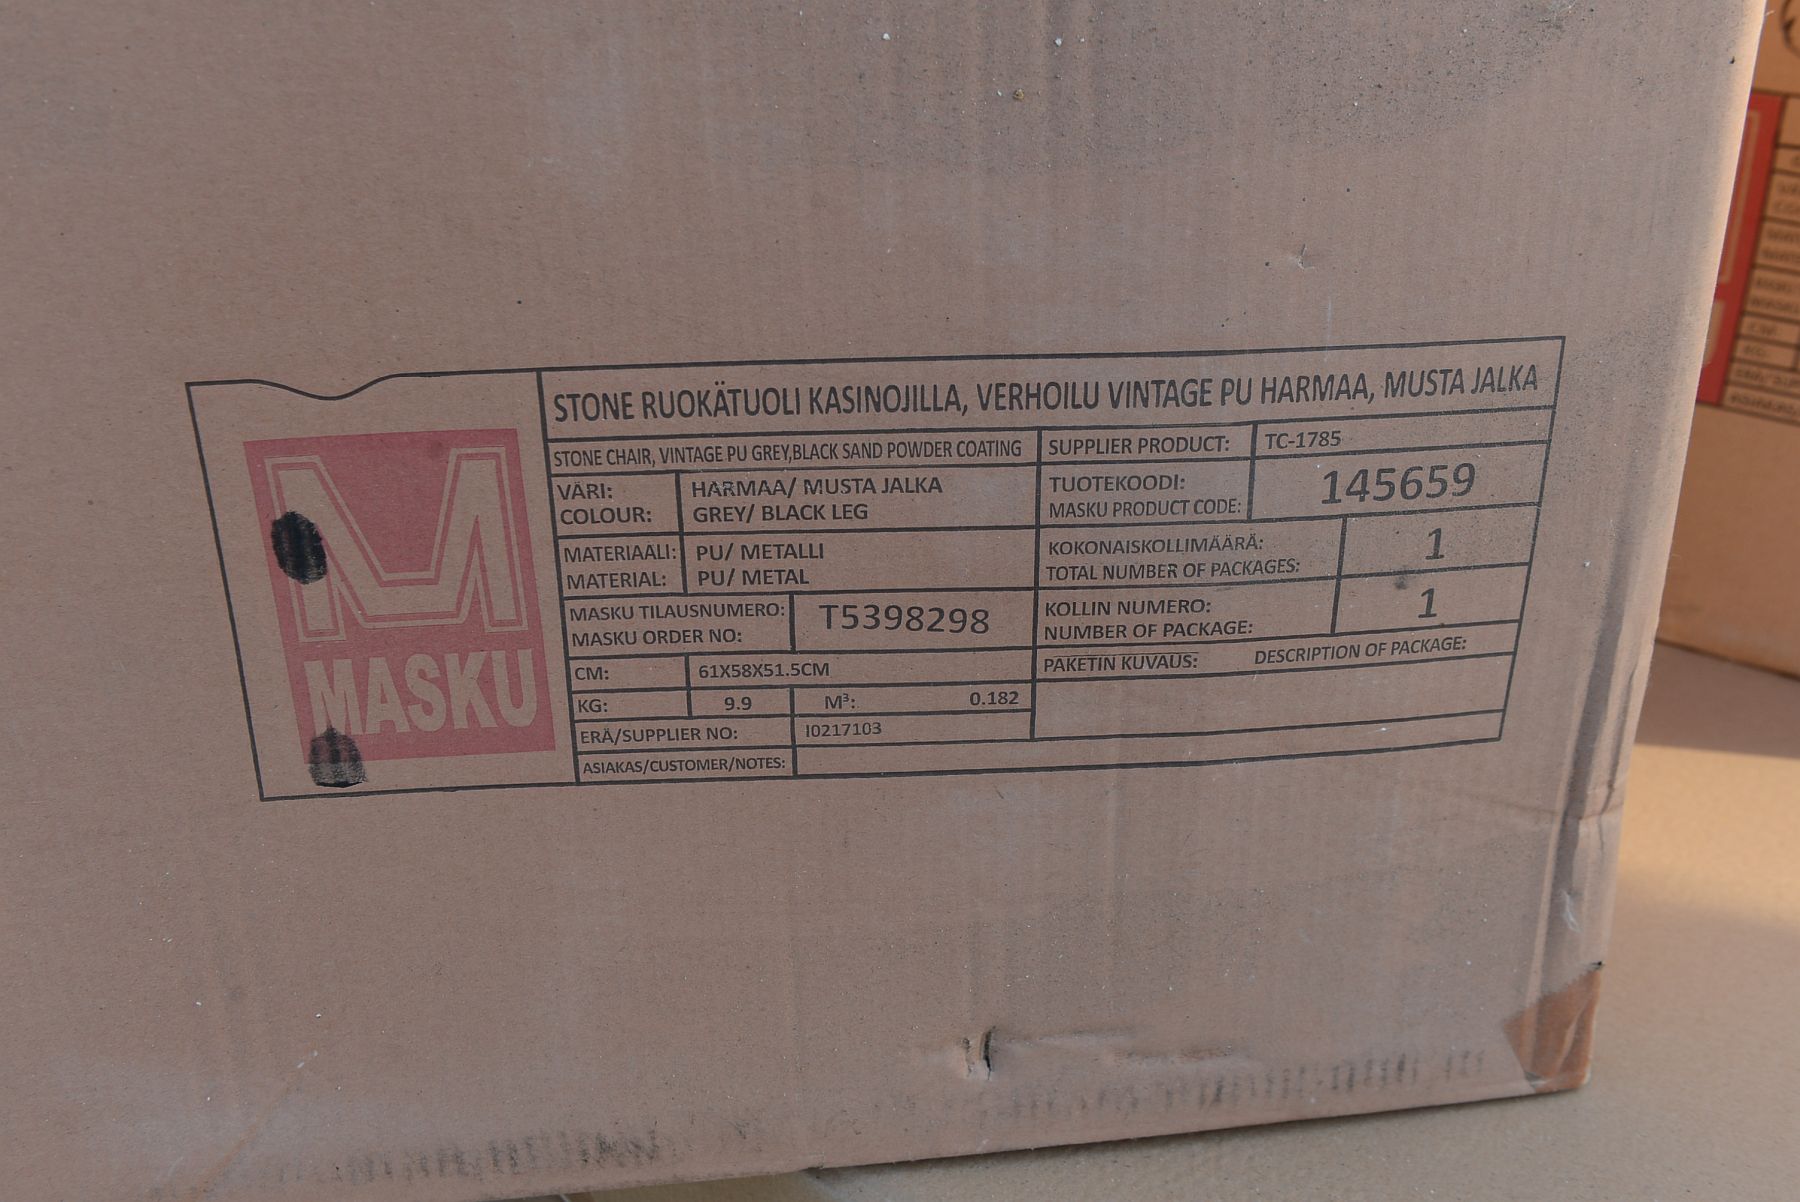 STONE RUOKÄTUOLI KASINOJILLA, VERHOILU VINTAGE PU HARMAA, MUSTA JALKA
STONE CHAIR, VINTAGE PU GREY,BLACK SAND POWDER COATING
SUPPLIER PRODUCT: TC-1785
VÄRI: HARMAA/ MUSTA JALKA
COLOUR: GREY/ BLACK LEG
TUOTEKOODI:
MASKU PRODUCT CODE: 145659
MATERIAALI: PU/ METALLI
MATERIAL: PU/ METAL
KOKONAISKOLLIMÄÄRÄ:
TOTAL NUMBER OF PACKAGES: 1
MASKU TILAUSNUMERO:
MASKU ORDER NO: T5398298
KOLLIN NUMERO:
NUMBER OF PACKAGE: 1
CM: 61X58X51.5CM
PAKETIN KUVAUS: DESCRIPTION OF PACKAGE:
KG: 9.9 M³: 0.182
ERÄ/SUPPLIER NO: I0217103
ASIAKAS/CUSTOMER/NOTES:
M
MASKU